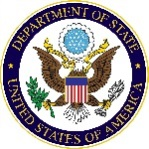 DEPARTMENT OF STATE
UNITED STATES OF AMERICA